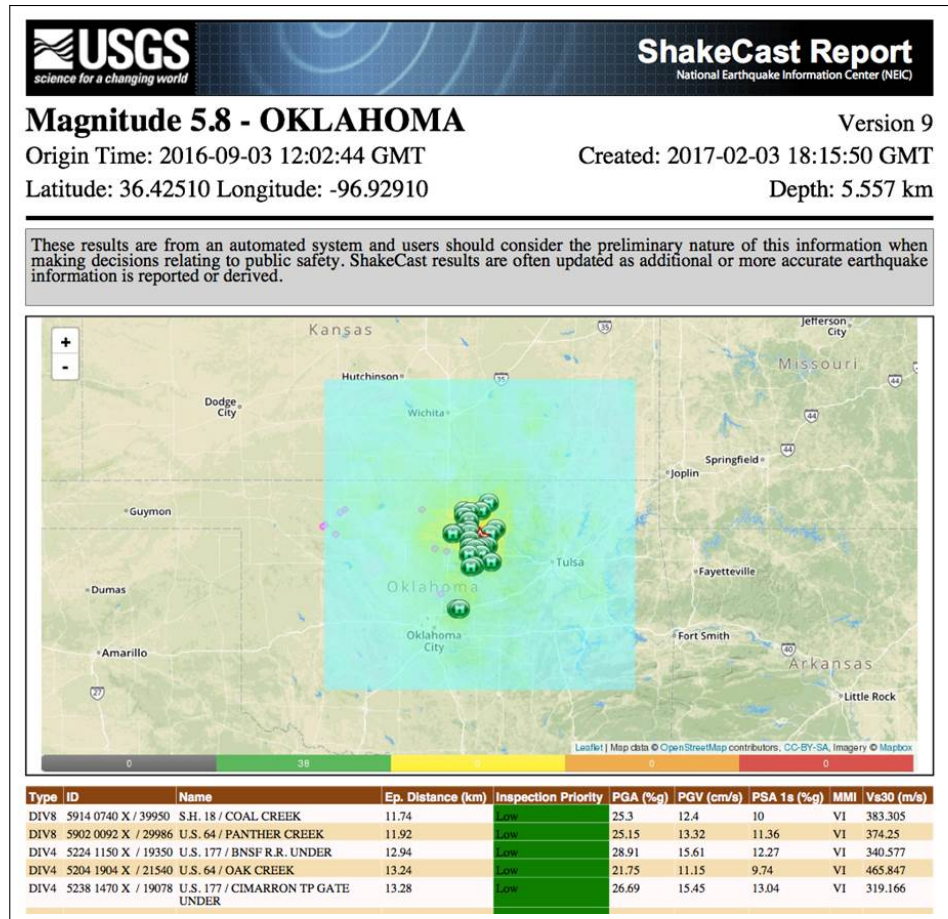 USGS
science for a changing world
ShakeCast Report
National Earthquake Information Center (NEIC)
Magnitude 5.8 - OKLAHOMA
Version 9
Origin Time: 2016-09-03 12:02:44 GMT
Created: 2017-02-03 18:15:50 GMT
Latitude: 36.42510 Longitude: -96.92910
Depth: 5.557 km
These results are from an automated system and users should consider the preliminary nature of this information when
making decisions relating to public safety. ShakeCast results are often updated as additional or more accurate earthquake
information is reported or derived.
+
-
Kansas
35
Jefferson
City
Missouri
Hutchinson
35
44
Dodge
City
Wichita
44
Springfield
44
Joplin
Guymon
Tulsa
Fayetteville
Oklahoma
Dumas
Oklahoma
City
Fort Smith
Amarillo
40
Arkansas
27
Little Rock
Leaflet | Map data © OpenStreetMap contributors, CC-BY-SA, Imagery © Mapbox
0 38 0 0 0
Type ID Name Ep. Distance (km) Inspection Priority PGA (%g) PGV (cm/s) PSA 1s (%g) MMI Vs30 (m/s)
DIV8 5914 0740 X / 39950 S.H. 18 / COAL CREEK 11.74 Low 25.3 12.4 10 VI 383.305
DIV8 5902 0092 X / 29986 U.S. 64 / PANTHER CREEK 11.92 Low 25.15 13.32 11.36 VI 374.25
DIV4 5224 1150 X / 19350 U.S. 177 / BNSF R.R. UNDER 12.94 Low 28.91 15.61 12.27 VI 340.577
DIV4 5204 1904 X / 21540 U.S. 64 / OAK CREEK 13.24 Low 21.75 11.15 9.74 VI 465.847
DIV4 5238 1470 X / 19078 U.S. 177 / CIMARRON TP GATE 13.28 Low 26.69 15.45 13.04 VI 319.166
UNDER